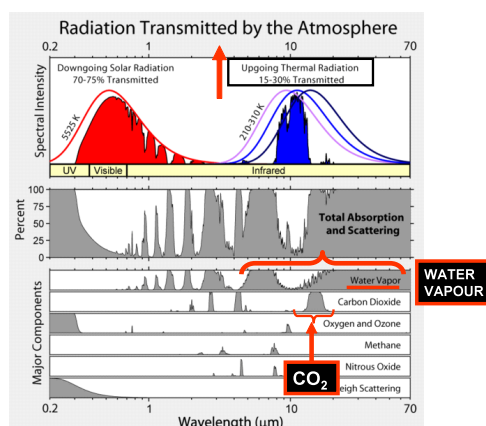 Radiation Transmitted by the Atmosphere
0.2 1 10 70
Downgoing Solar Radiation
70-75% Transmitted
Upgoing Thermal Radiation
15-30% Transmitted
Spectral Intensity
5525 K
210-310 K
UV Visible Infrared
Percent
100
75
50
25
0
Total Absorption
and Scattering
Major Components
Water Vapor
WATER
VAPOUR
Carbon Dioxide
Oxygen and Ozone
Methane
Nitrous Oxide
CO₂
eigh Scattering
0.2 1 10 70
Wavelength (μm)